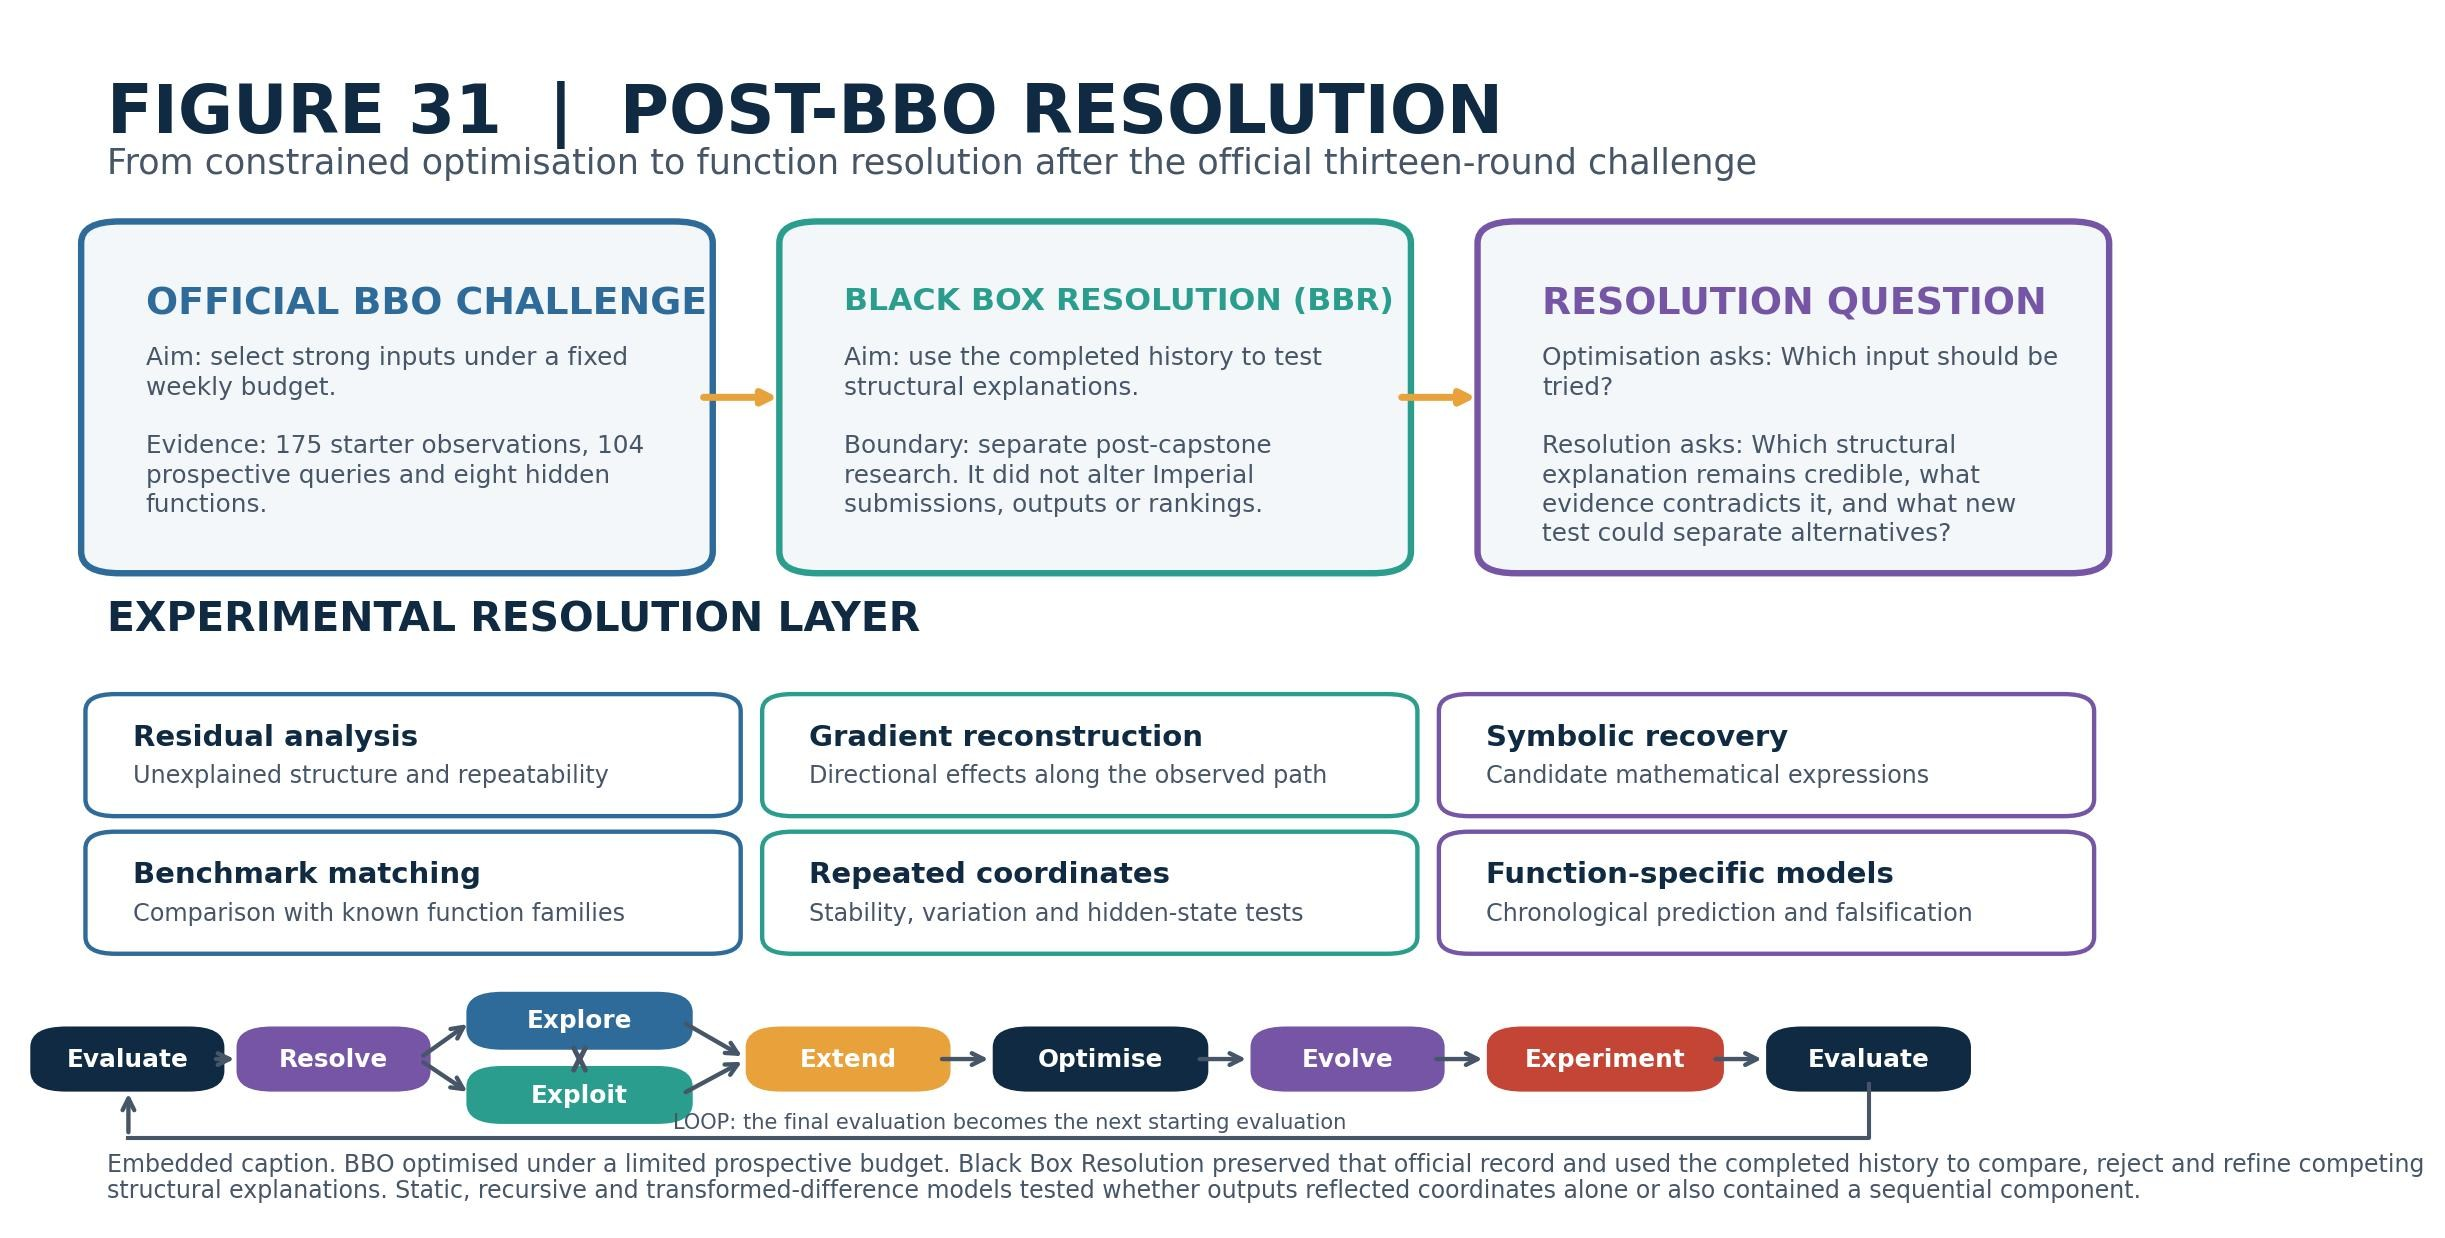 FIGURE 31 | POST-BBO RESOLUTION
From constrained optimisation to function resolution after the official thirteen-round challenge
OFFICIAL BBO CHALLENGE
Aim: select strong inputs under a fixed
weekly budget.
Evidence: 175 starter observations, 104
prospective queries and eight hidden
functions.
BLACK BOX RESOLUTION (BBR)
Aim: use the completed history to test
structural explanations.
Boundary: separate post-capstone
research. It did not alter Imperial
submissions, outputs or rankings.
RESOLUTION QUESTION
Optimisation asks: Which input should be
tried?
Resolution asks: Which structural
explanation remains credible, what
evidence contradicts it, and what new
test could separate alternatives?
EXPERIMENTAL RESOLUTION LAYER
Residual analysis
Unexplained structure and repeatability
Gradient reconstruction
Directional effects along the observed path
Symbolic recovery
Candidate mathematical expressions
Benchmark matching
Comparison with known function families
Repeated coordinates
Stability, variation and hidden-state tests
Function-specific models
Chronological prediction and falsification
Evaluate
Resolve
Explore
Exploit
Extend
Optimise
Evolve
Experiment
Evaluate
LOOP: the final evaluation becomes the next starting evaluation
Embedded caption. BBO optimised under a limited prospective budget. Black Box Resolution preserved that official record and used the completed history to compare, reject and refine competing
structural explanations. Static, recursive and transformed-difference models tested whether outputs reflected coordinates alone or also contained a sequential component.